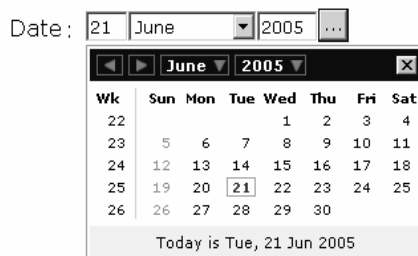 Date: 21 June 2005 ...
June 2005 x
Wk Sun Mon Tue Wed Thu Fri Sat
22 1 2 3 4
23 5 6 7 8 9 10 11
24 12 13 14 15 16 17 18
25 19 20 21 22 23 24 25
26 26 27 28 29 30
Today is Tue, 21 Jun 2005